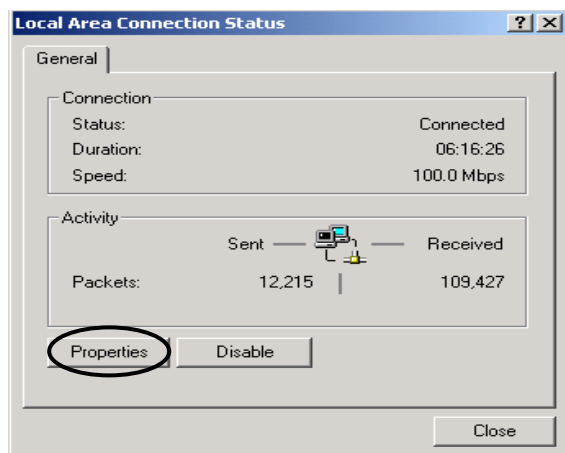 Local Area Connection Status ? ×
General
Connection
Status: Connected
Duration: 06:16:26
Speed: 100.0 Mbps
Activity
Sent Received
Packets: 12,215 109,427
Properties Disable
Close